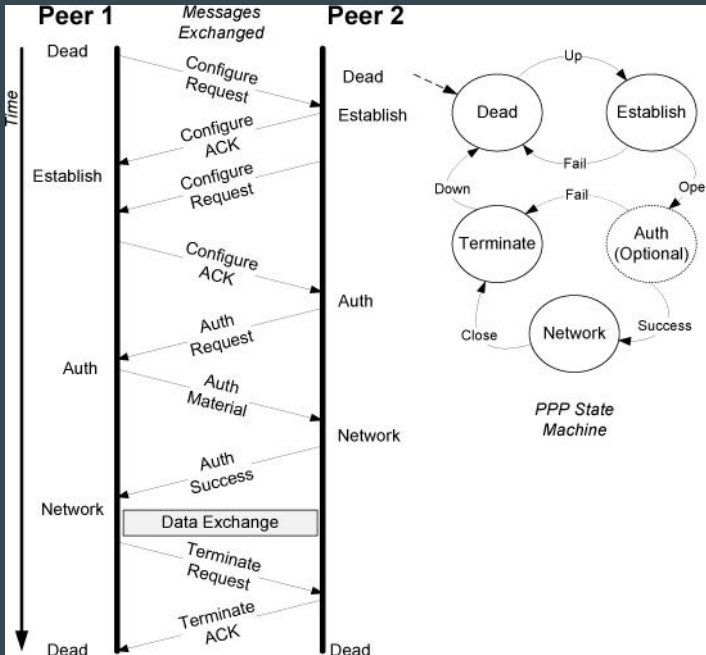 Peer 1
Messages
Exchanged
Peer 2
Time
Dead
Configure
Request
Dead
Establish
Configure
ACK
Establish
Configure
Request
Configure
ACK
Auth
Auth
Request
Auth
Auth
Material
Network
Auth
Success
Network
Data Exchange
Terminate
Request
Terminate
ACK
Dead
Dead
Up
Dead
Establish
Fail
Down
Fail
Ope
Terminate
Auth
(Optional)
Close
Network
Success
PPP State
Machine